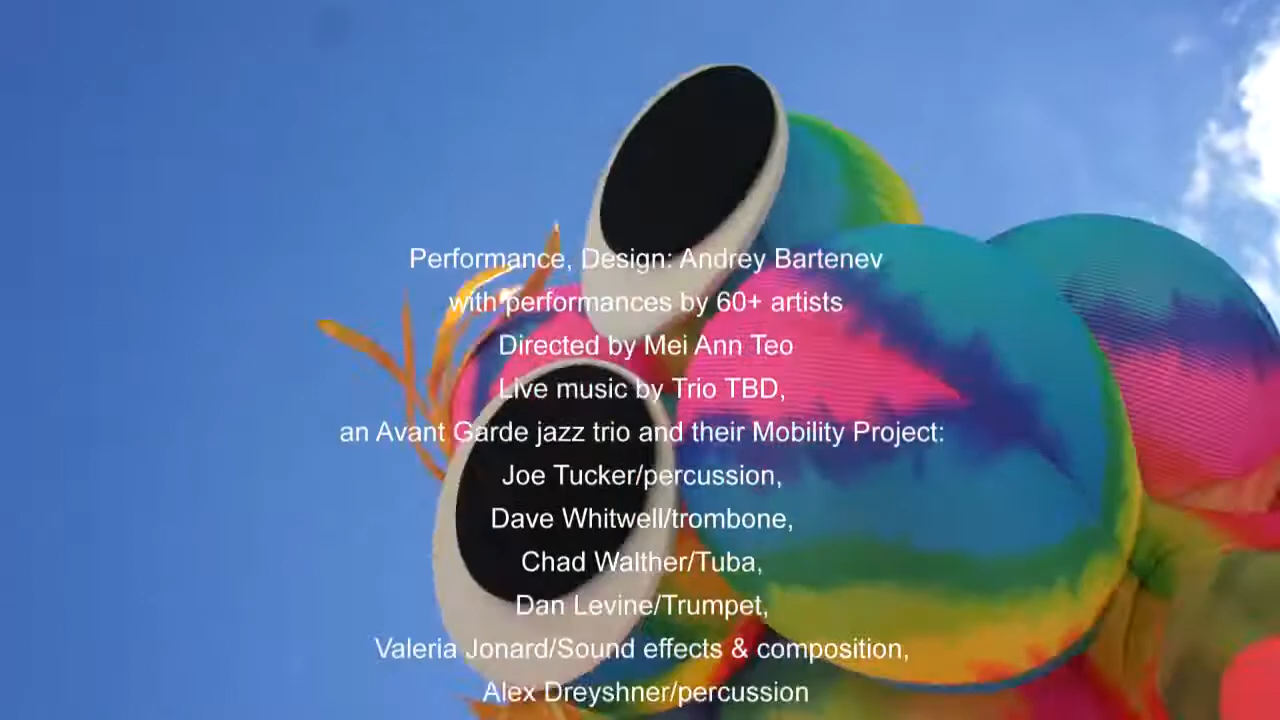 Performance, Design: Andrey Bartenev
with performances by 60+ artists
Directed by Mei Ann Teo
Live music by Trio TBD,
an Avant Garde jazz trio and their Mobility Project:
Joe Tucker/percussion,
Dave Whitwell/trombone,
Chad Walther/Tuba,
Dan Levine/Trumpet,
Valeria Jonard/Sound effects & composition,
Alex Dreyshner/percussion